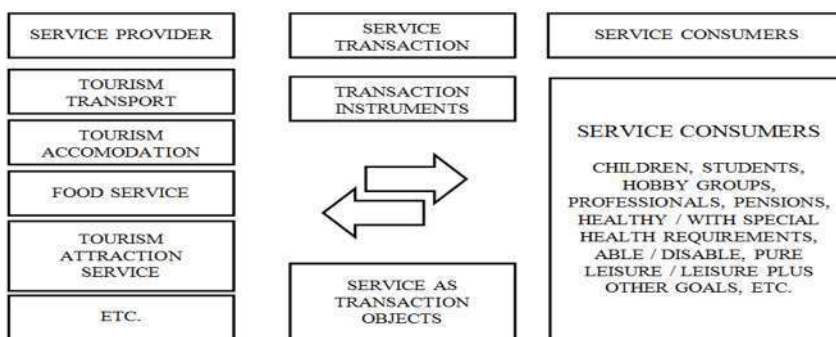 SERVICE PROVIDER
TOURISM
TRANSPORT
TOURISM
ACCOMODATION
FOOD SERVICE
TOURISM
ATTRACTION
SERVICE
ETC.
SERVICE
TRANSACTION
TRANSACTION
INSTRUMENTS
SERVICE AS
TRANSACTION
OBJECTS
SERVICE CONSUMERS
SERVICE CONSUMERS
CHILDREN, STUDENTS,
HOBBY GROUPS,
PROFESSIONALS, PENSIONS,
HEALTHY / WITH SPECIAL
HEALTH REQUIREMENTS,
ABLE / DISABLE, PURE
LEISURE / LEISURE PLUS
OTHER GOALS, ETC.